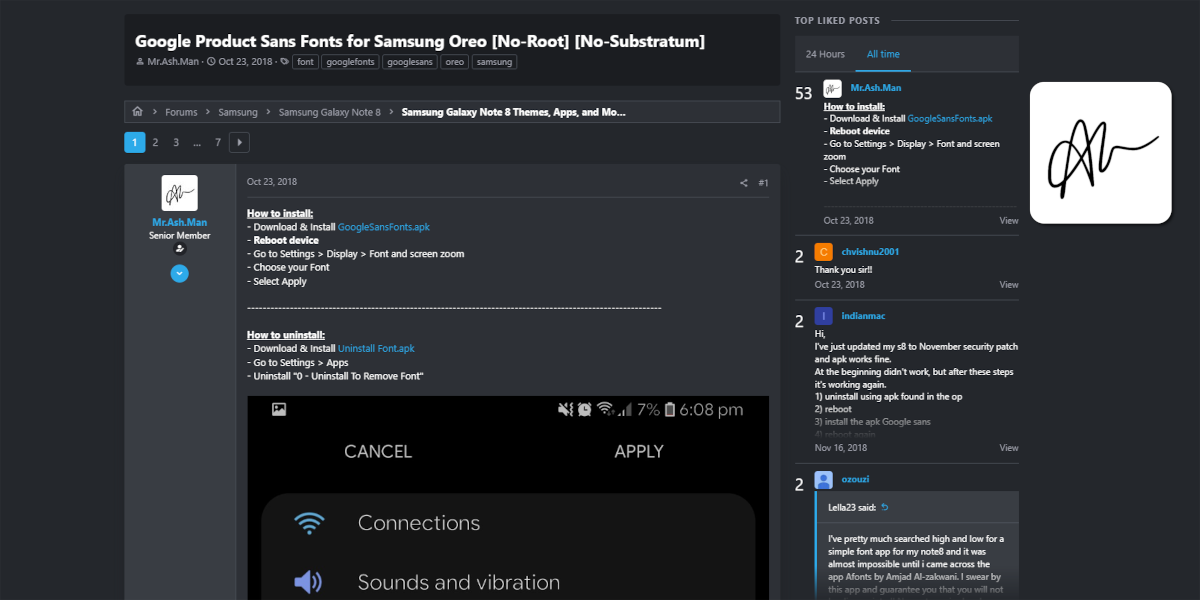 Google Product Sans Fonts for Samsung Oreo [No-Root] [No-Substratum]
Mr.Ash.Man · Oct 23, 2018 · font googlefonts googlesans oreo samsung
Forums > Samsung > Samsung Galaxy Note 8 > Samsung Galaxy Note 8 Themes, Apps, and Mo...
1 2 3 ... 7
Mr.Ash.Man
Senior Member
Oct 23, 2018 #1
How to install:
- Download & Install GoogleSansFonts.apk
- Reboot device
- Go to Settings > Display > Font and screen zoom
- Choose your Font
- Select Apply
--------------------------------------------------------------------------------------------------------
How to uninstall:
- Download & Install Uninstall Font.apk
- Go to Settings > Apps
- Uninstall "0 - Uninstall To Remove Font"
7% 6:08 pm
CANCEL APPLY
Connections
Sounds and vibration
TOP LIKED POSTS
24 Hours All time
53 Mr.Ash.Man
How to install:
- Download & Install GoogleSansFonts.apk
- Reboot device
- Go to Settings > Display > Font and screen
zoom
- Choose your Font
- Select Apply
Oct 23, 2018 View
2 C chvishnu2001
Thank you sir!!
Oct 23, 2018 View
2 I indianmac
Hi,
I've just updated my s8 to November security patch
and apk works fine.
At the beginning didn't work, but after these steps
it's working again.
1) uninstall using apk found in the op
2) reboot
3) install the apk Google sans
4) reboot again
Nov 16, 2018 View
2 ozouzi
Lella23 said:
I've pretty much searched high and low for a
simple font app for my note8 and it was
almost impossible until i came across the
app Afonts by Amjad Al-zakwani. I swear by
this app and guarantee you that you will not